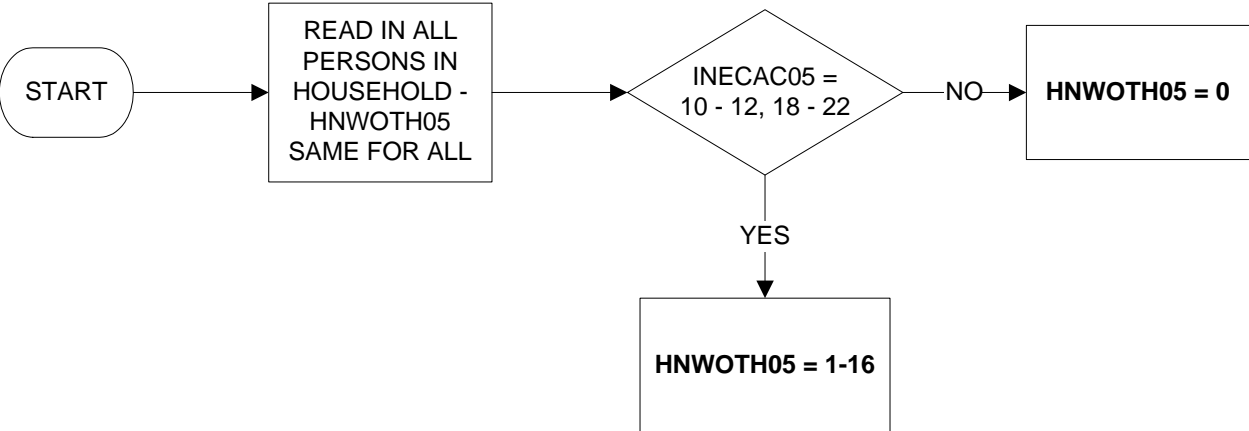 START
READ IN ALL
PERSONS IN
HOUSEHOLD -
HNWOTH05
SAME FOR ALL
INECAC05 =
10 - 12, 18 - 22
NO
HNWOTH05 = 0
YES
HNWOTH05 = 1-16